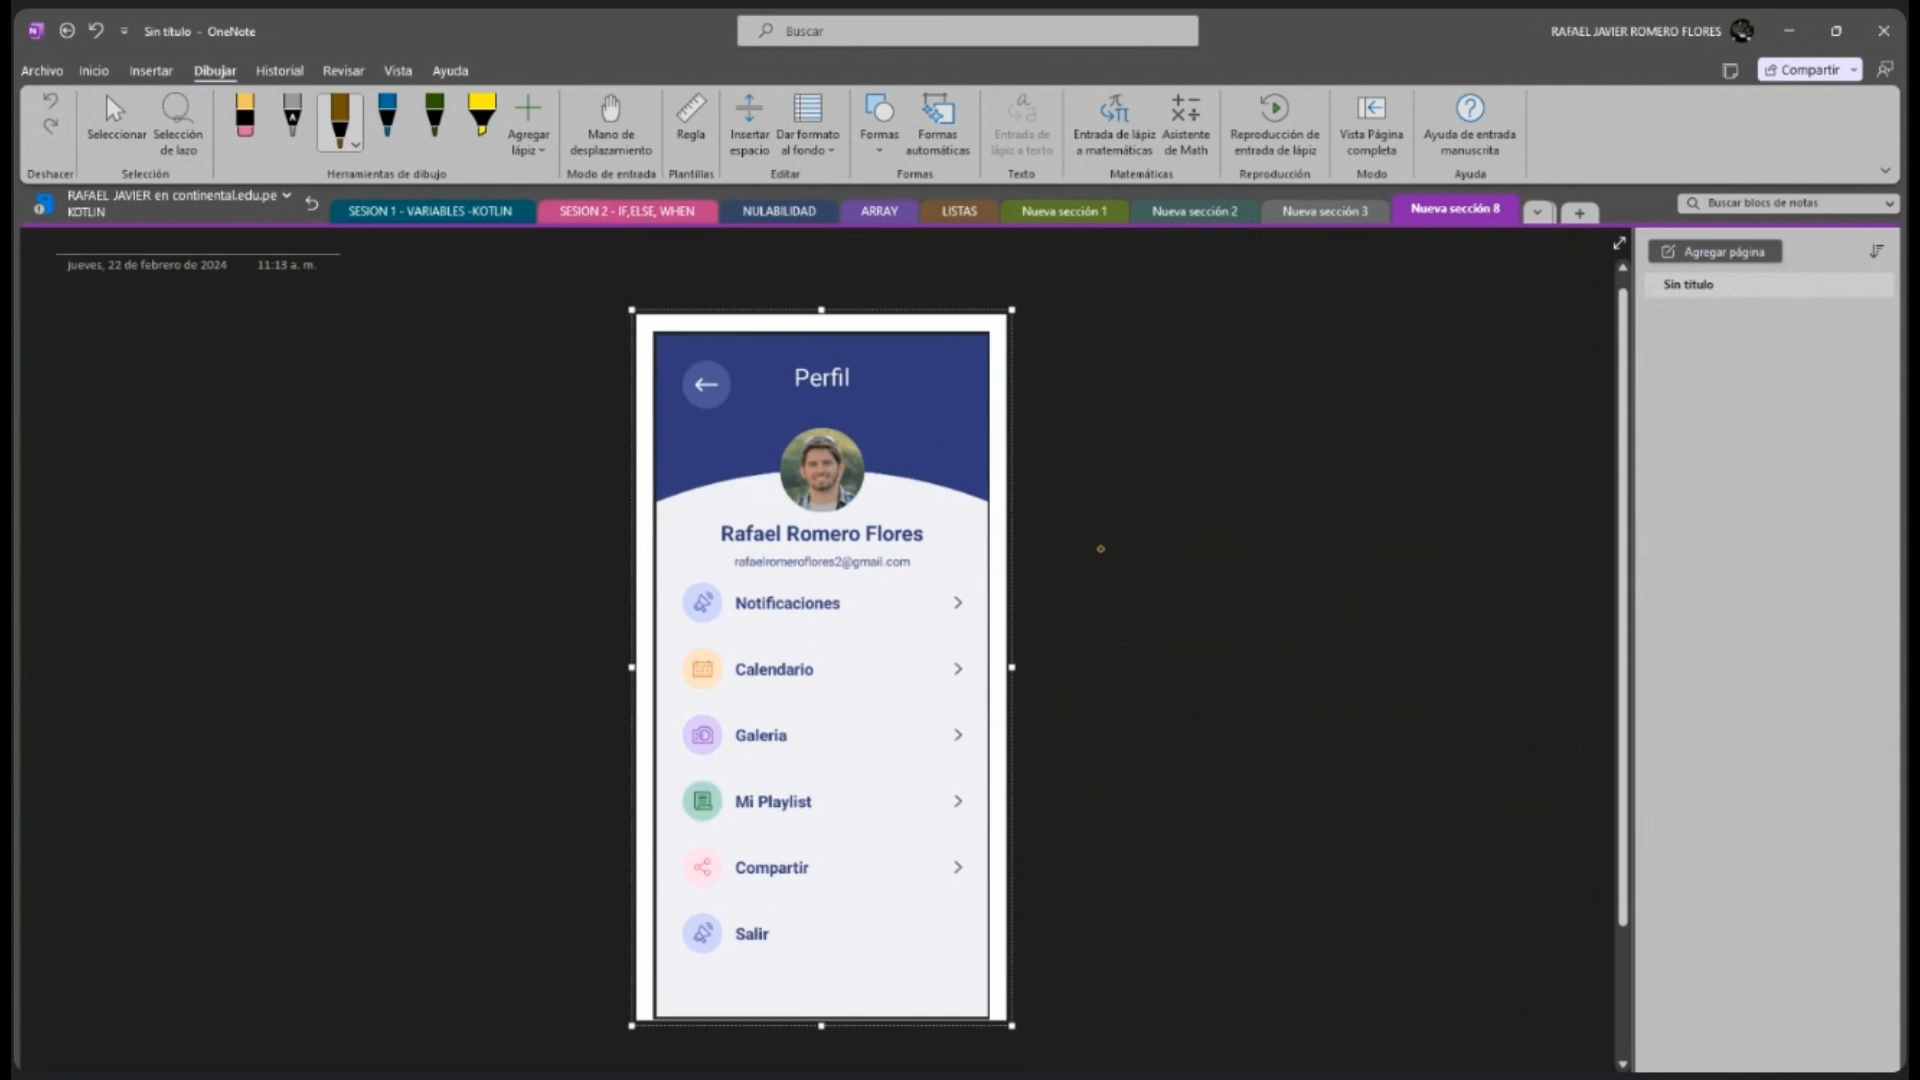 Sin título - OneNote
Buscar
RAFAEL JAVIER ROMERO FLORES
Archivo Inicio Insertar Dibujar Historial Revisar Vista Ayuda
Compartir
Seleccionar
Selección de lazo
Agregar lápiz
Mano de desplazamiento
Regla
Insertar espacio
Dar formato al fondo
Formas
Formas automáticas
Entrada de lápiz a texto
Entrada de lápiz a matemáticas
Asistente de Math
Reproducción de entrada de lápiz
Vista Página completa
Ayuda de entrada manuscrita
Deshacer
Selección
Herramientas de dibujo
Modo de entrada
Plantillas
Editar
Formas
Texto
Matemáticas
Reproducción
Modo
Ayuda
RAFAEL JAVIER en continental.edu.pe
KOTLIN
SESION 1 - VARIABLES -KOTLIN
SESION 2 - IF,ELSE, WHEN
NULABILIDAD
ARRAY
LISTAS
Nueva sección 1
Nueva sección 2
Nueva sección 3
Nueva sección 8
Buscar blocs de notas
jueves, 22 de febrero de 2024 11:13 a. m.
Agregar página
Sin título
Perfil
Rafael Romero Flores
rafaelromeroflores2@gmail.com
Notificaciones
Calendario
Galeria
Mi Playlist
Compartir
Salir